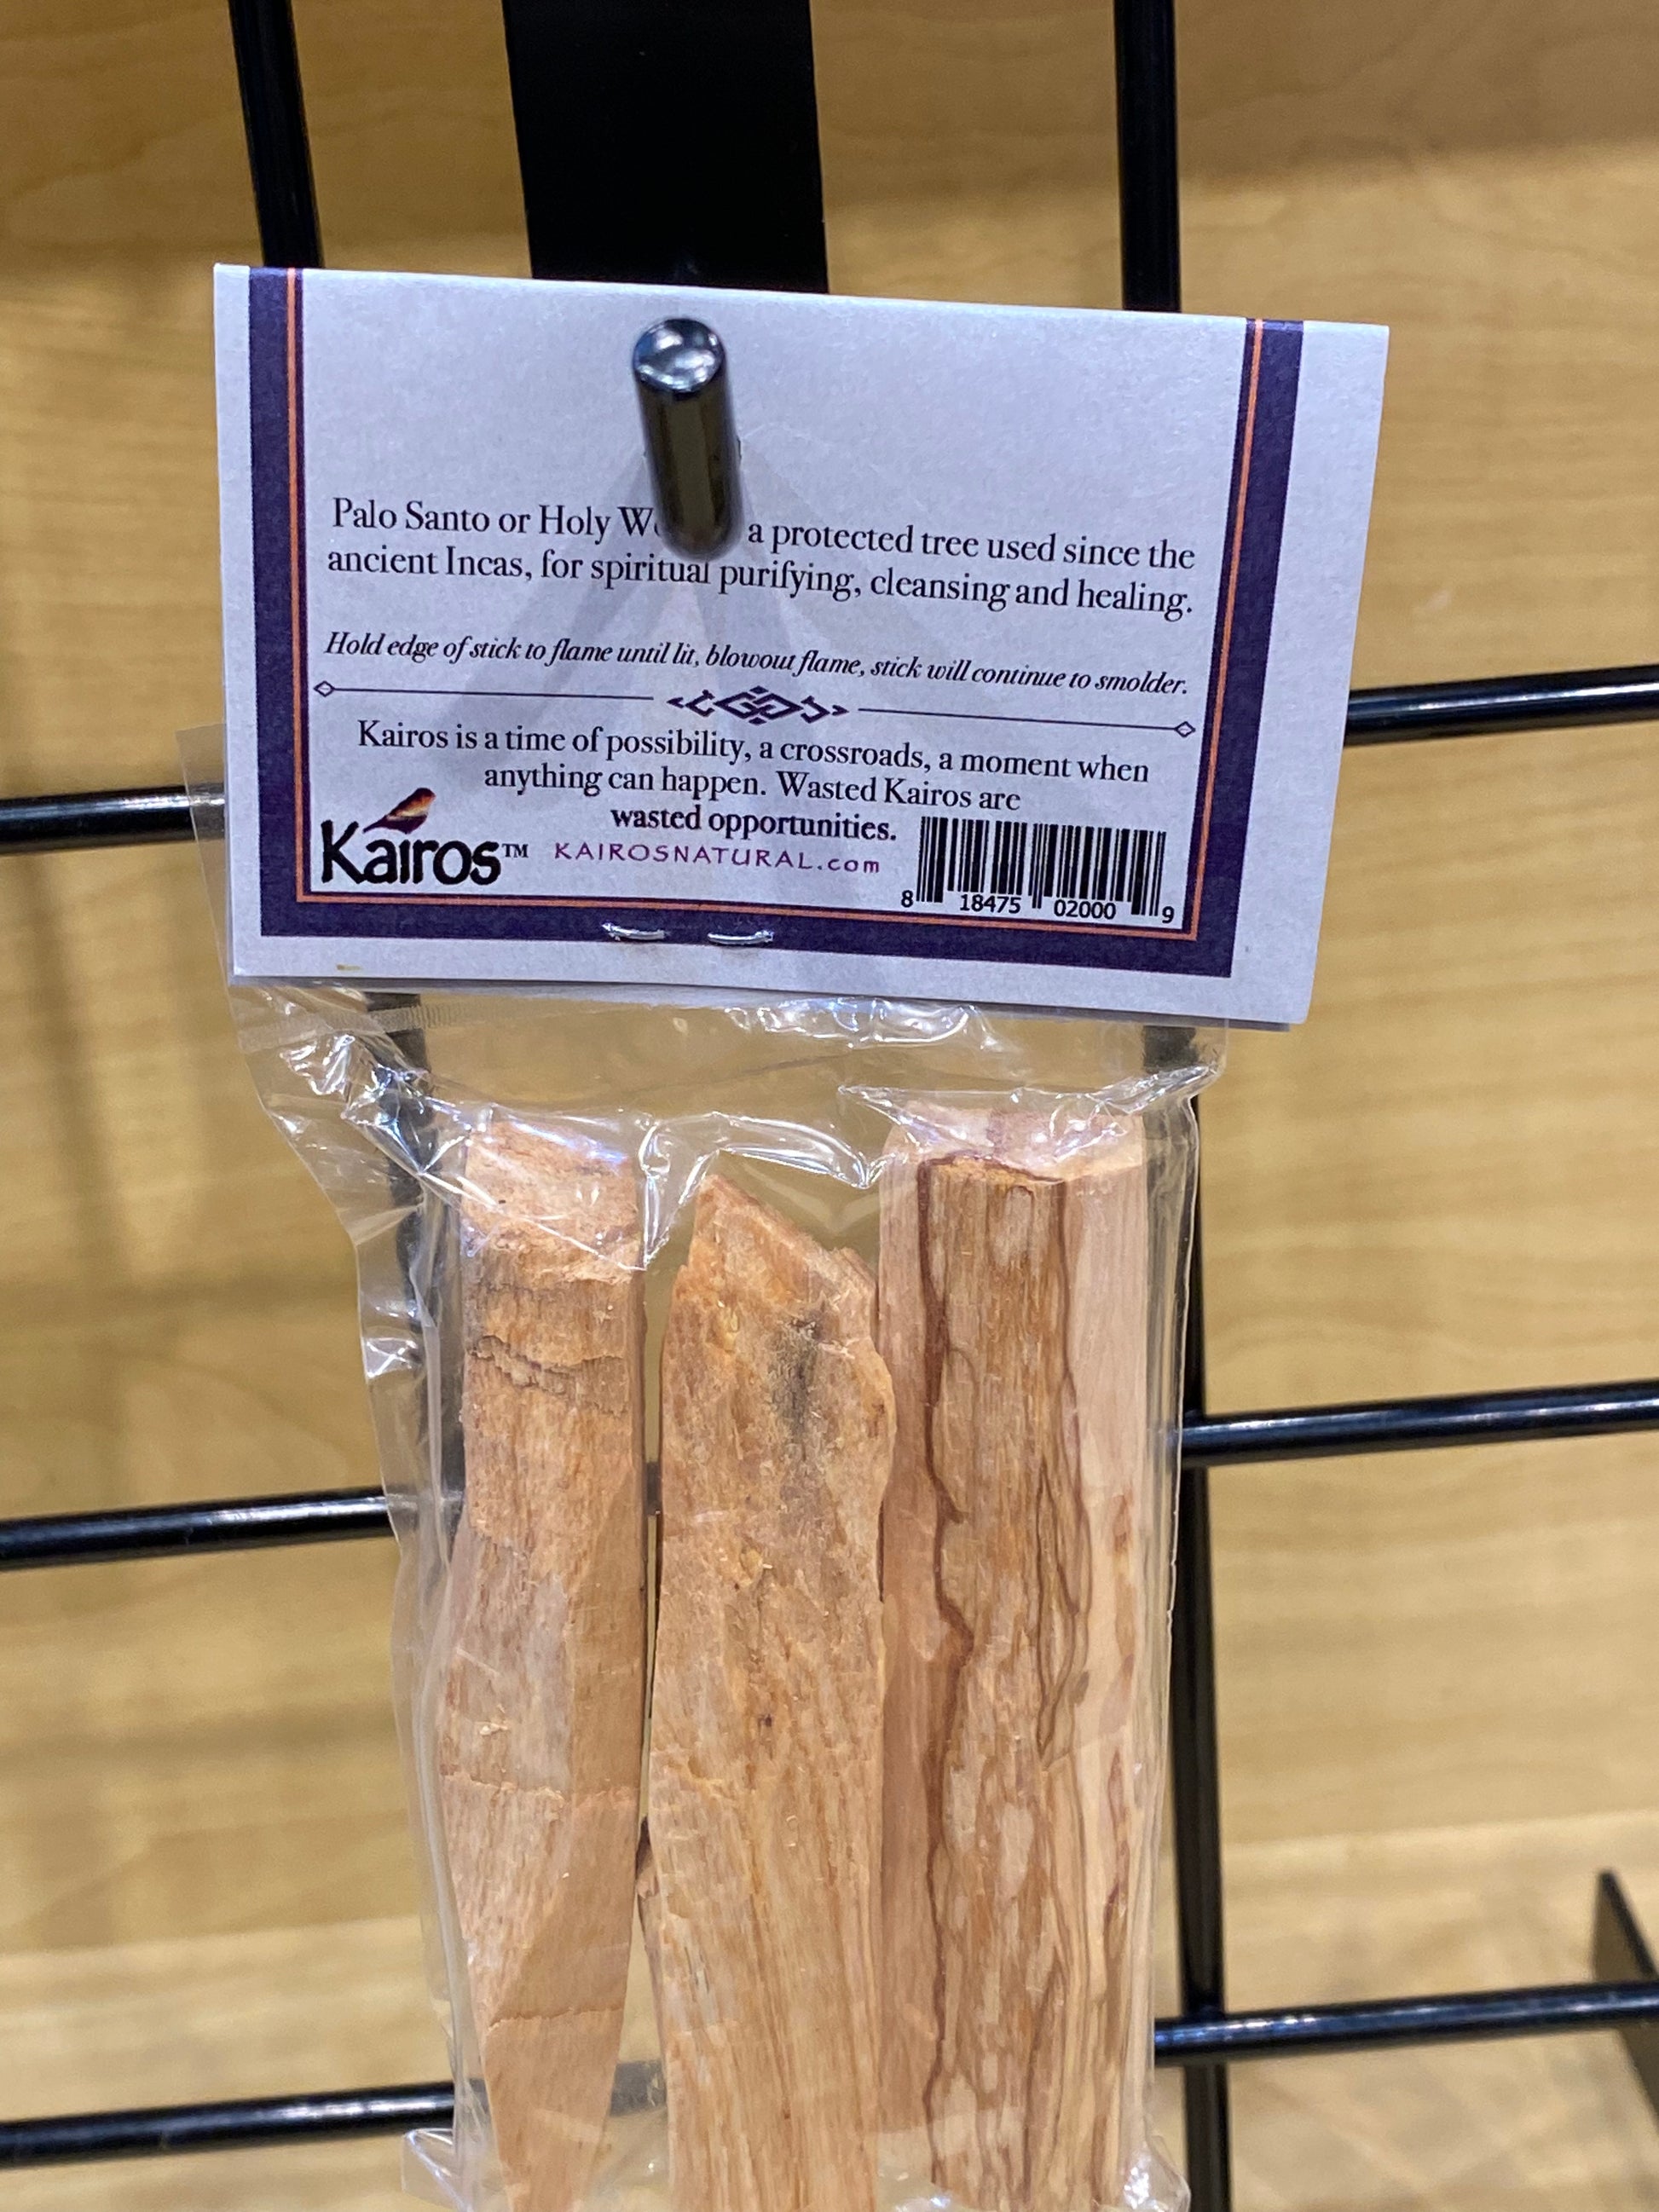 Palo Santo or Holy a protected tree used since the
ancient Incas, for spiritual purifying, cleansing and healing.
Hold edge of stick to flame until lit, blowout flame, stick will continue to smolder.
Kairos is a time of possibility, a crossroads, a moment when
anything can happen. Wasted Kairos are
wasted opportunities.
Kairos™ KAIROSNATURAL.com
8 18475 02000 9